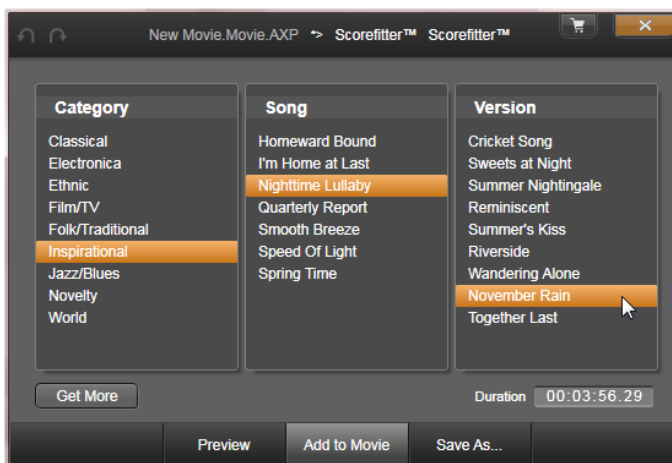 New Movie.Movie.AXP •> Scorefitter™ Scorefitter™
Category
Classical
Electronica
Ethnic
Film/TV
Folk/Traditional
Inspirational
Jazz/Blues
Novelty
World
Song
Homeward Bound
I'm Home at Last
Nighttime Lullaby
Quarterly Report
Smooth Breeze
Speed Of Light
Spring Time
Version
Cricket Song
Sweets at Night
Summer Nightingale
Reminiscent
Summer's Kiss
Riverside
Wandering Alone
November Rain
Together Last
Get More
Duration 00:03:56.29
Preview Add to Movie Save As...